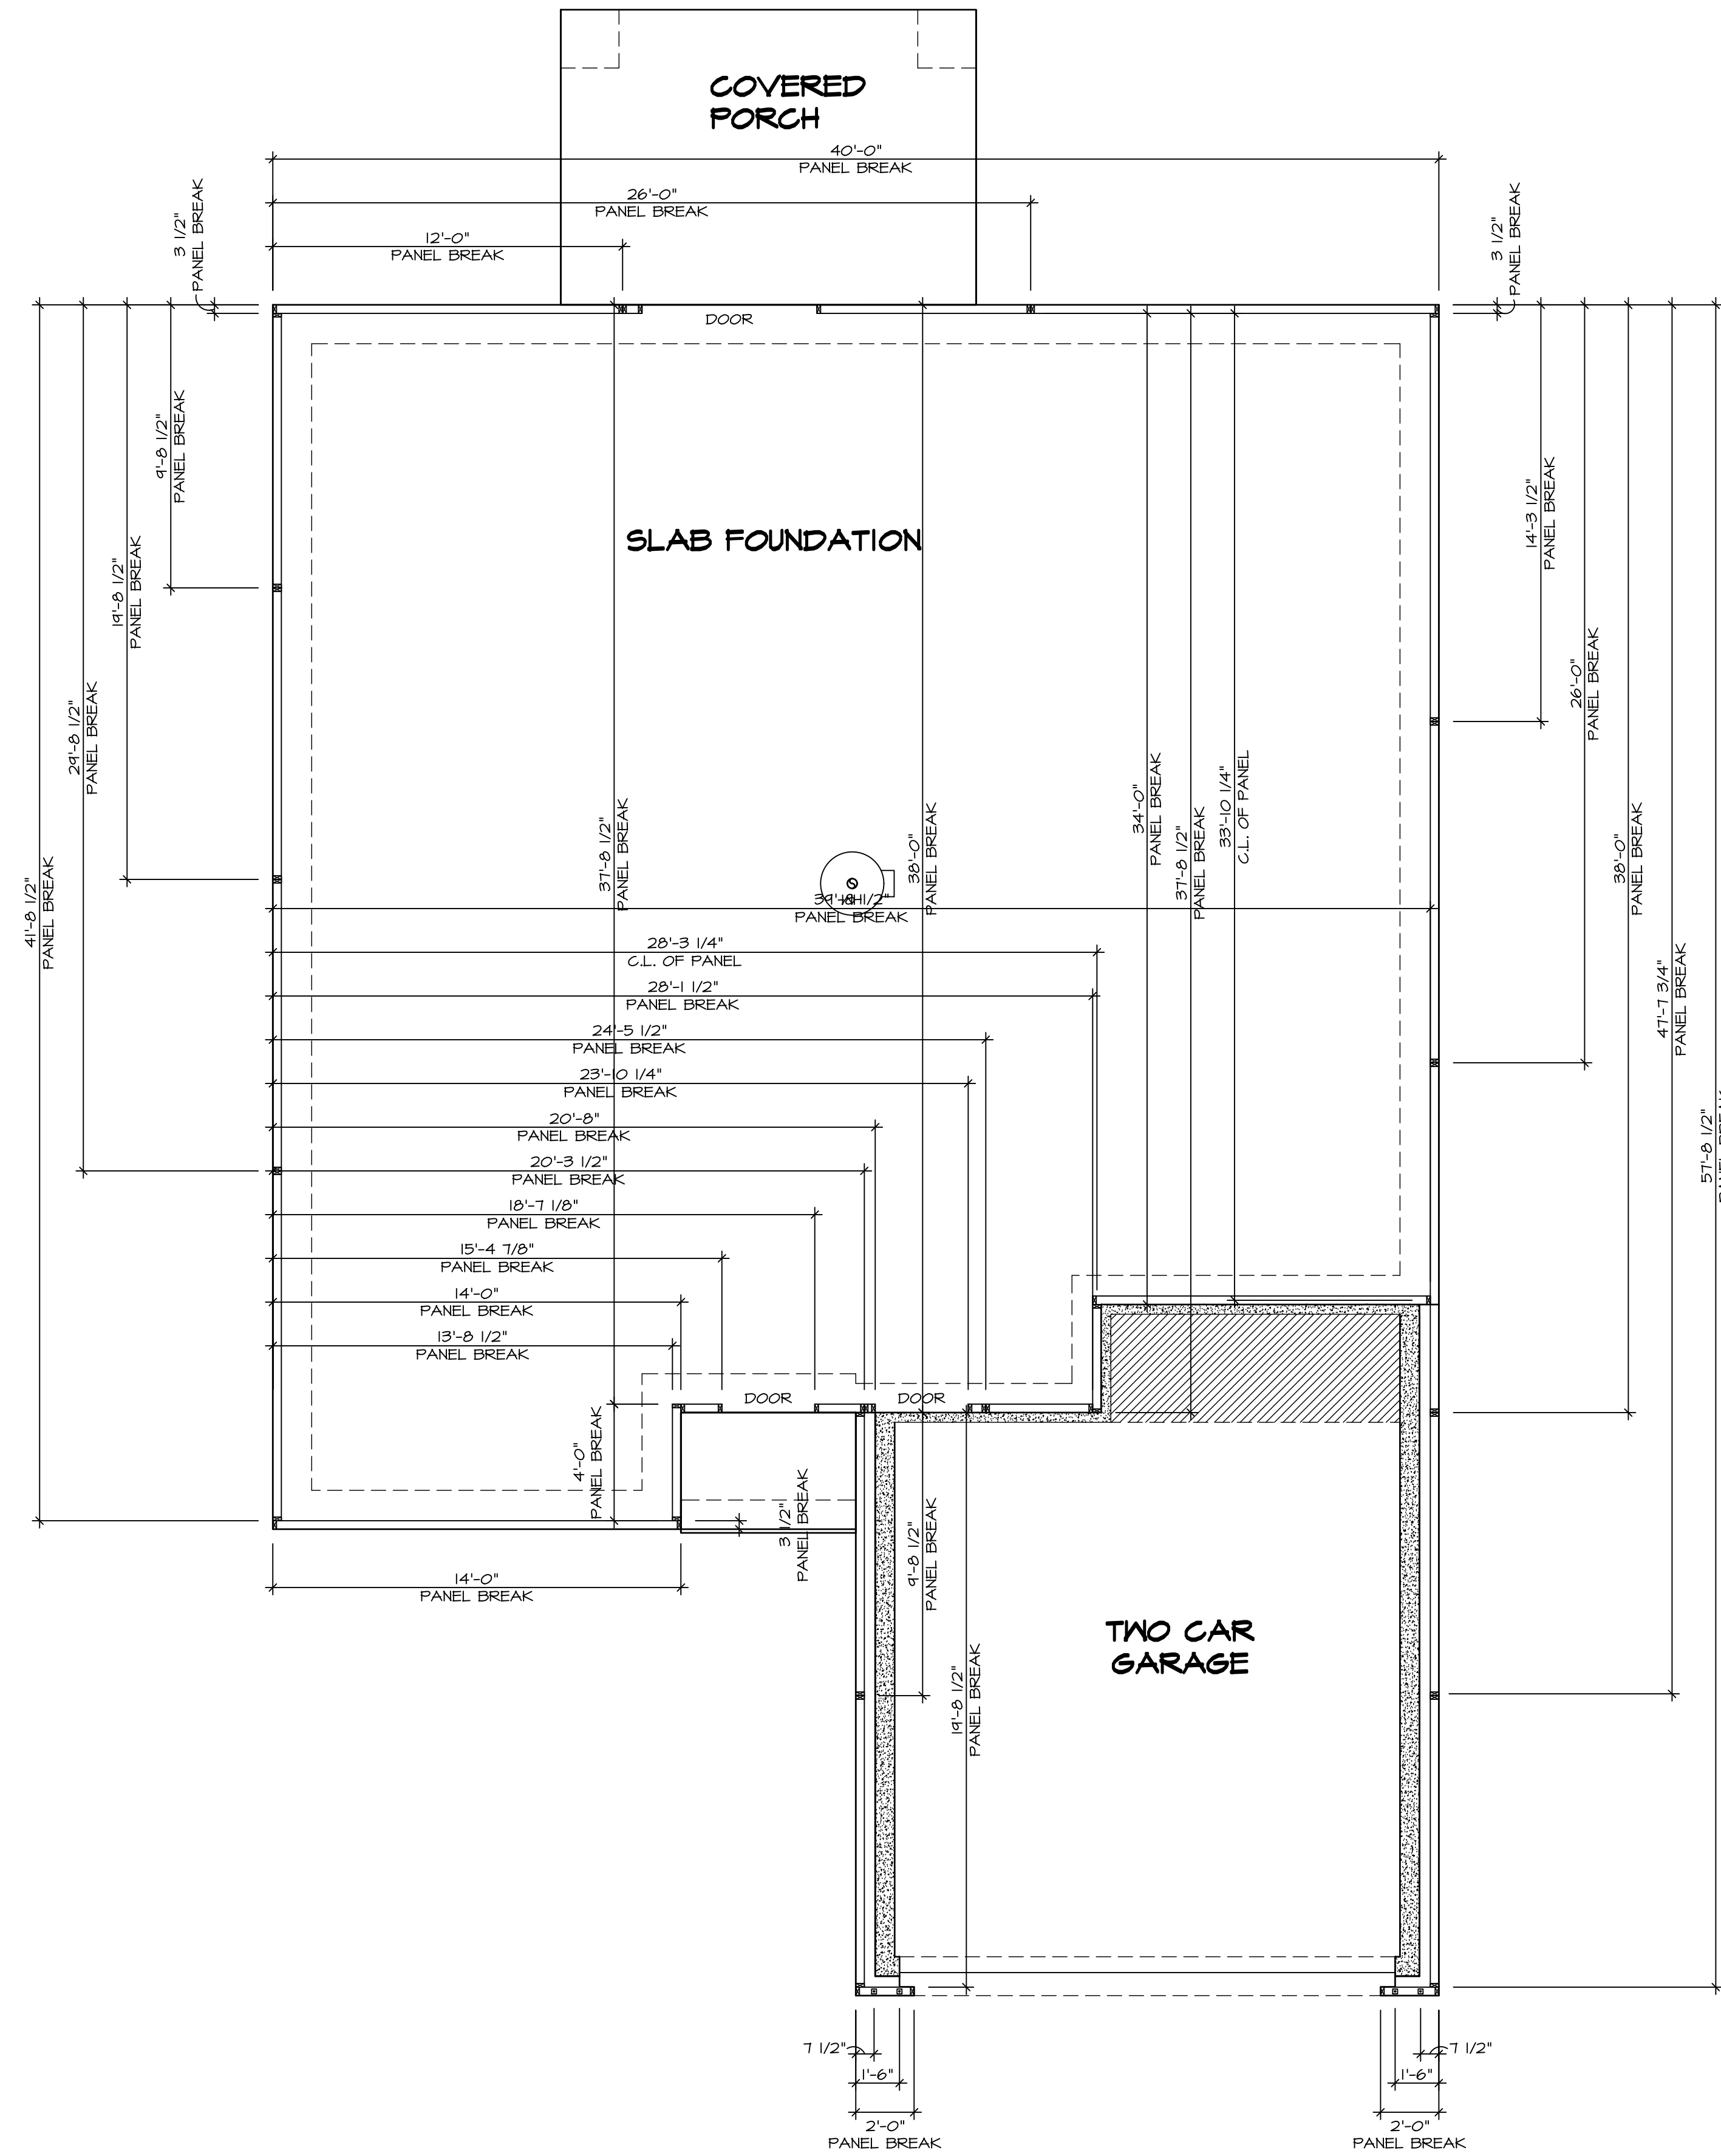 COVERED
PORCH
40'-0"
PANEL BREAK
26'-0"
PANEL BREAK
12'-0"
PANEL BREAK
3 1/2"
PANEL BREAK
3 1/2"
PANEL BREAK
DOOR
9'-8 1/2"
PANEL BREAK
19'-8 1/2"
PANEL BREAK
29'-8 1/2"
PANEL BREAK
41'-8 1/2"
PANEL BREAK
SLAB FOUNDATION
14'-3 1/2"
PANEL BREAK
26'-0"
PANEL BREAK
38'-0"
PANEL BREAK
47'-7 3/4"
PANEL BREAK
57'-8 1/2"
37'-8 1/2"
PANEL BREAK
38'-0"
PANEL BREAK
34'-0"
PANEL BREAK
37'-8 1/2"
PANEL BREAK
33'-10 1/4"
C.L. OF PANEL
39'-8 1/2"
PANEL BREAK
28'-3 1/4"
C.L. OF PANEL
28'-1 1/2"
PANEL BREAK
24'-5 1/2"
PANEL BREAK
23'-10 1/4"
PANEL BREAK
20'-8"
PANEL BREAK
20'-3 1/2"
PANEL BREAK
18'-7 1/8"
PANEL BREAK
15'-4 7/8"
PANEL BREAK
14'-0"
PANEL BREAK
13'-8 1/2"
PANEL BREAK
DOOR
DOOR
4'-0"
PANEL BREAK
3 1/2"
PANEL BREAK
14'-0"
PANEL BREAK
9'-8 1/2"
PANEL BREAK
19'-8 1/2"
PANEL BREAK
TWO CAR
GARAGE
7 1/2"
1'-6"
2'-0"
PANEL BREAK
7 1/2"
1'-6"
2'-0"
PANEL BREAK